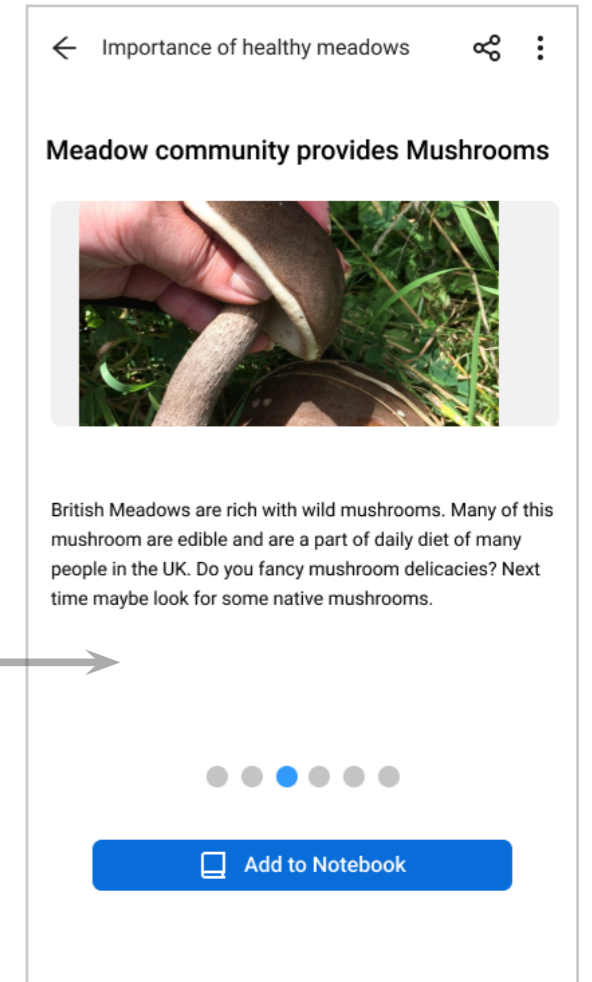 Importance of healthy meadows
Meadow community provides Mushrooms
British Meadows are rich with wild mushrooms. Many of this
mushroom are edible and are a part of daily diet of many
people in the UK. Do you fancy mushroom delicacies? Next
time maybe look for some native mushrooms.
Add to Notebook